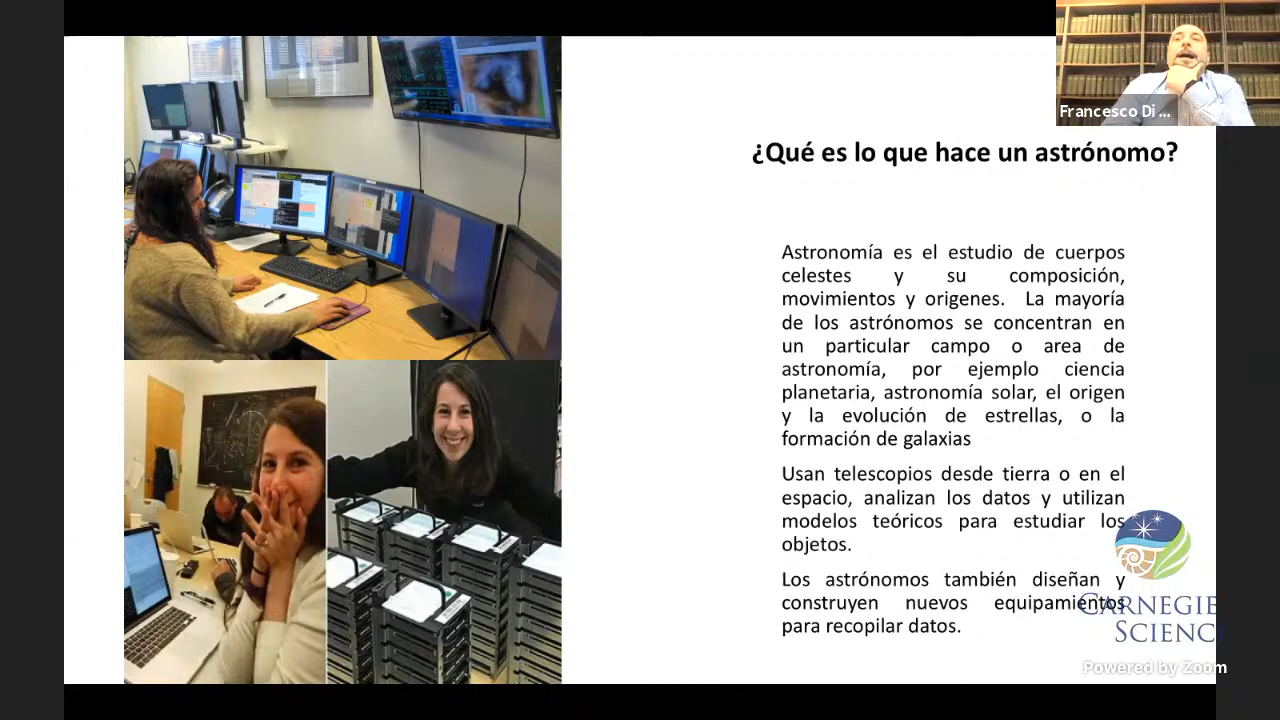 Francesco Di ...
¿Qué es lo que hace un astrónomo?
Astronomía es el estudio de cuerpos
celestes y su composición,
movimientos y origenes. La mayoría
de los astrónomos se concentran en
un particular campo o area de
astronomía, por ejemplo ciencia
planetaria, astronomía solar, el origen
y la evolución de estrellas, o la
formación de galaxias
Usan telescopios desde tierra o en el
espacio, analizan los datos y utilizan
modelos teóricos para estudiar los
objetos.
Los astrónomos también diseñan y
construyen nuevos equipamientos
para recopilar datos.
CARNEGIE
SCIENCE
Powered by Zoom